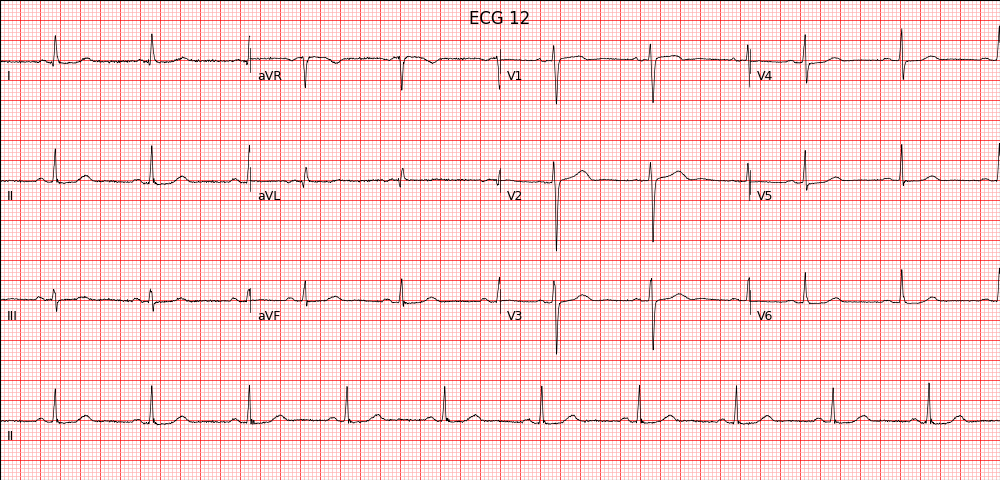 ECG 12
I aVR V1 V4
II aVL V2 V5
III aVF V3 V6
II